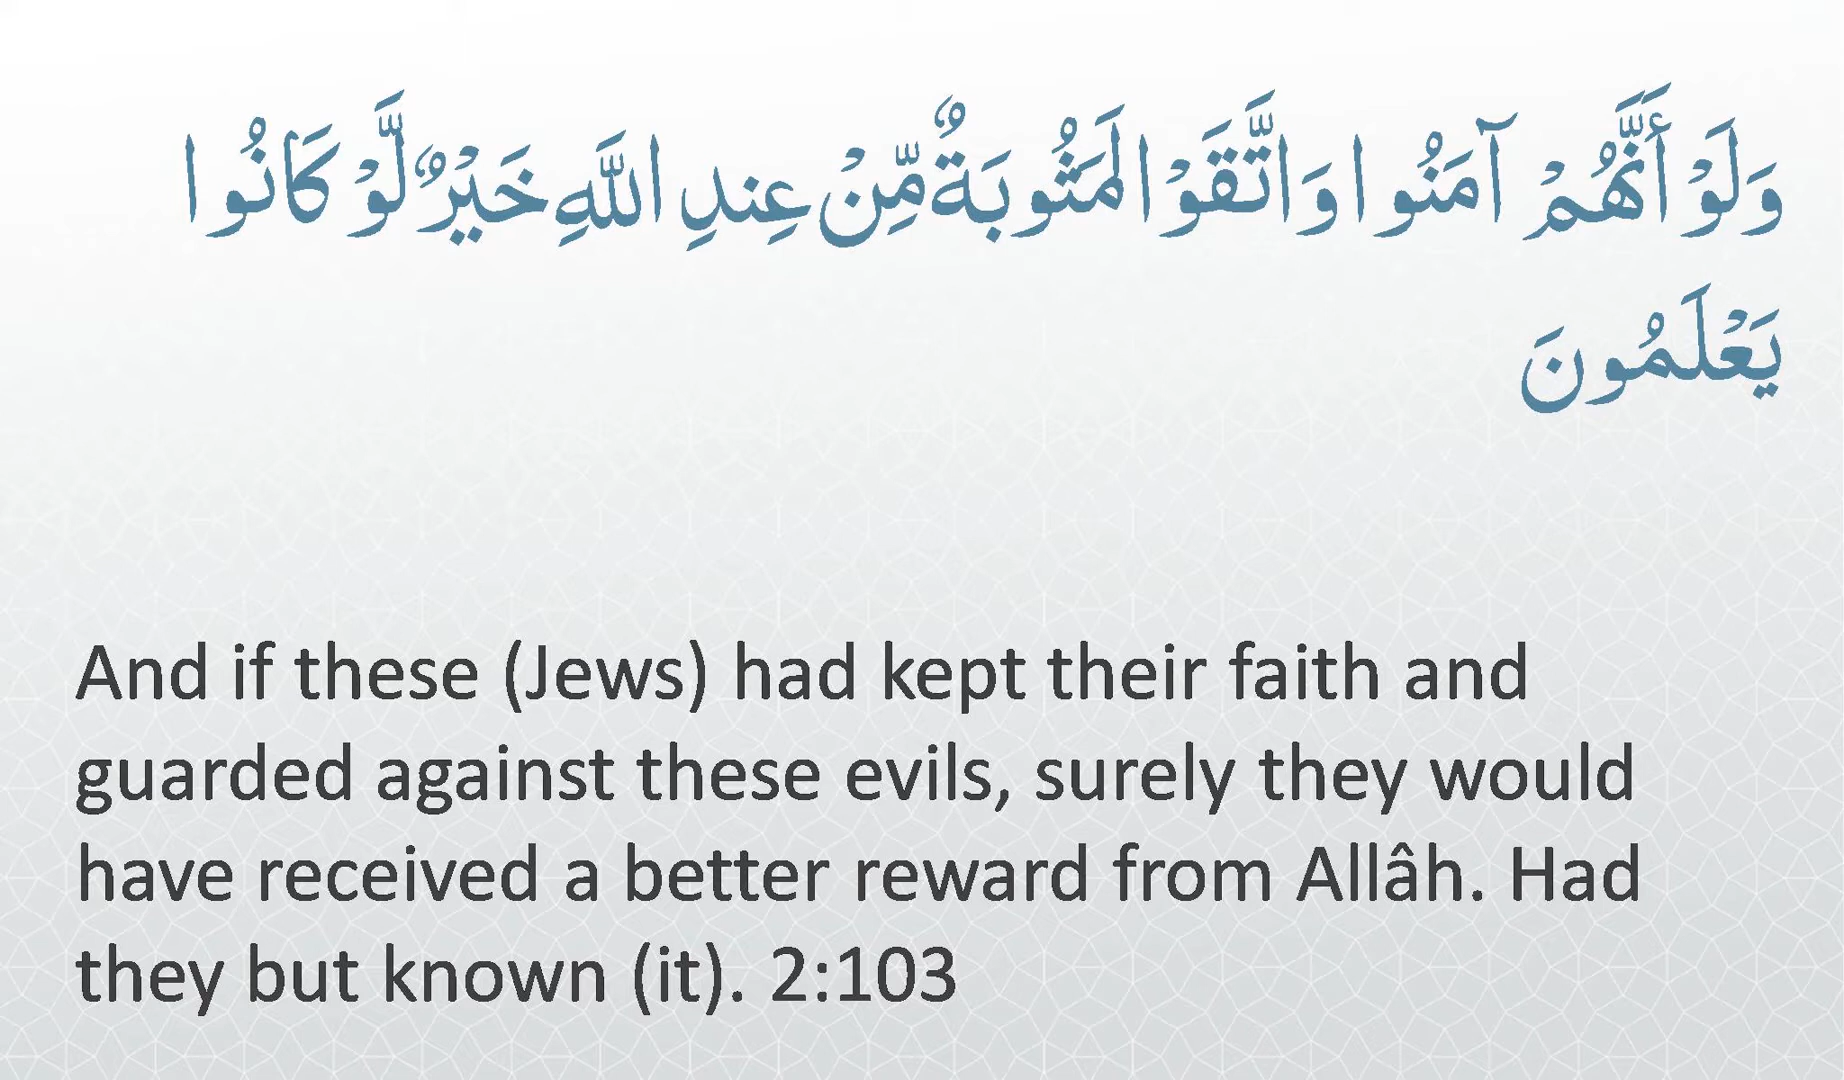 وَلَوْ أَنَّهُمْ آمَنُوا وَاتَّقَوْا لَمَثُوبَةٌ مِّنْ عِندِ اللَّهِ خَيْرٌ لَّوْ كَانُوا
يَعْلَمُونَ
And if these (Jews) had kept their faith and
guarded against these evils, surely they would
have received a better reward from Allâh. Had
they but known (it). 2:103